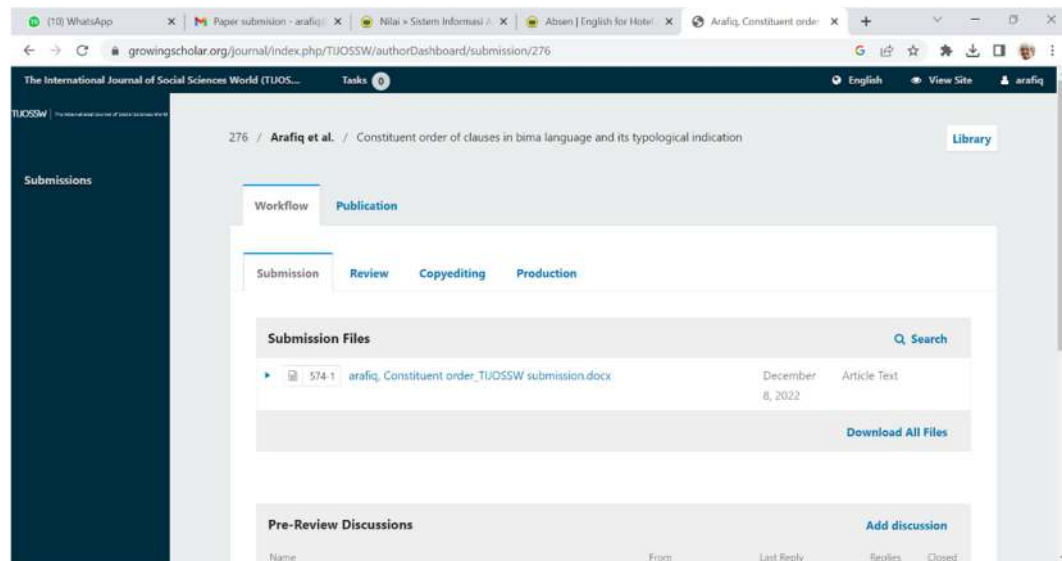 (10) WhatsApp
Paper submision - arafiq
Nilai » Sistem Informasi A
Absen | English for Hotel
Arafiq, Constituent order
growingscholar.org/journal/index.php/TIJOSSW/authorDashboard/submission/276
The International Journal of Social Sciences World (TIJOS... Tasks 0 English View Site arafiq
TIJOSSW
276 / Arafiq et al. / Constituent order of clauses in bima language and its typological indication
Library
Submissions
Workflow Publication
Submission Review Copyediting Production
Submission Files Search
574-1 arafiq, Constituent order_TIJOSSW submission.docx December Article Text
8, 2022
Download All Files
Pre-Review Discussions Add discussion
Name From Last Reply Replies Closed